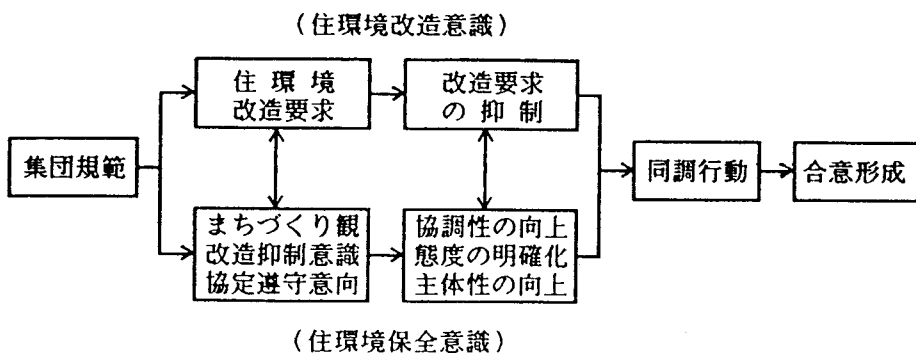 (住環境改造意識)
住環境
改造要求
改造要求
の抑制
集団規範
同調行動
合意形成
まちづくり観
改造抑制意識
協定遵守意向
協調性の向上
態度の明確化
主体性の向上
(住環境保全意識)